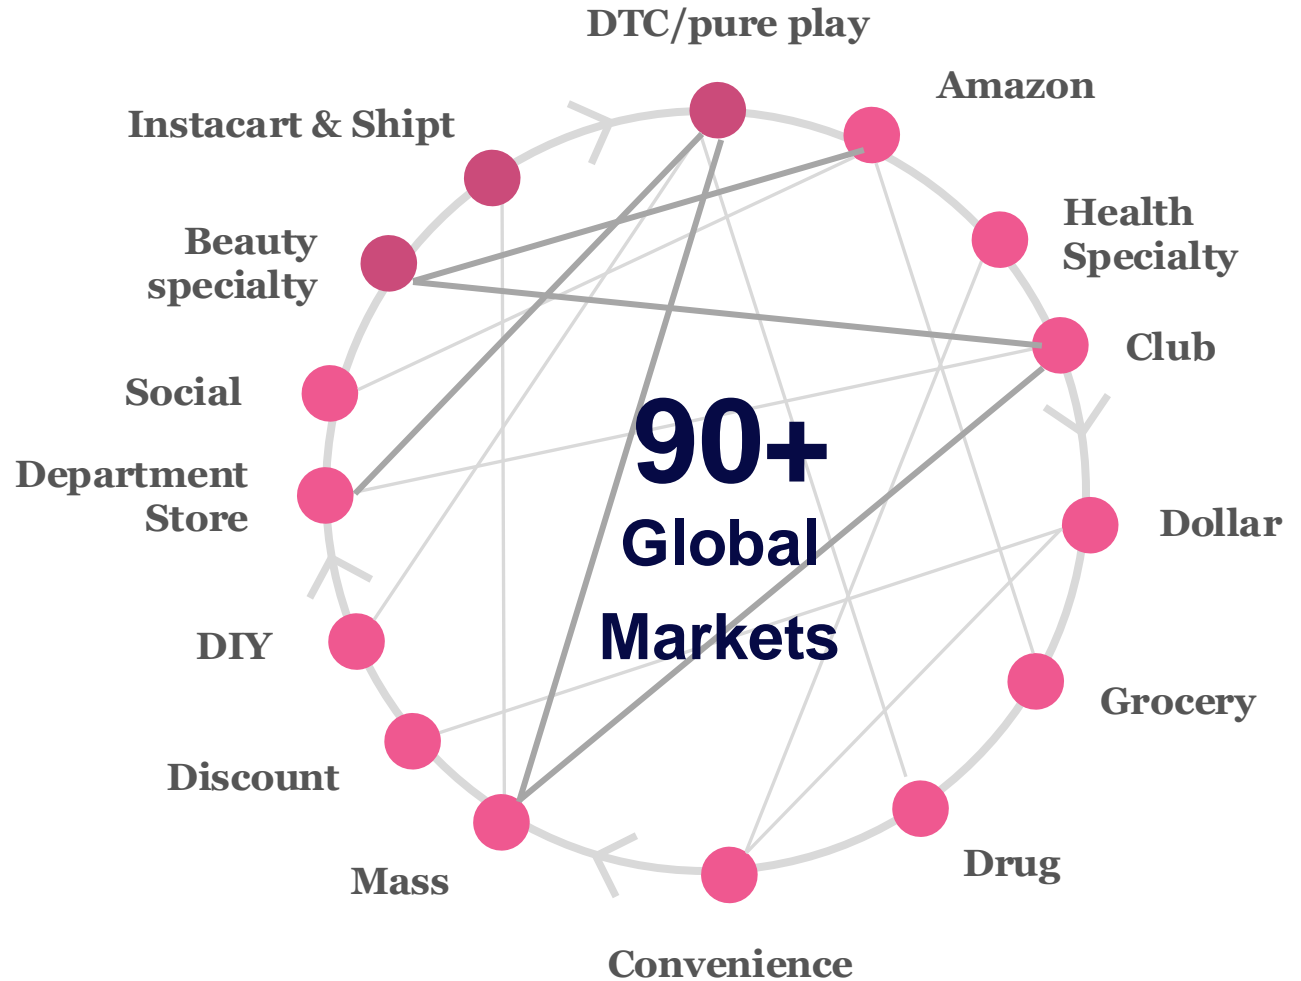 DTC/pure play
Amazon
Instacart & Shipt
Health
Specialty
Beauty
specialty
Club
Social
90+
Global
Markets
Department
Store
Dollar
DIY
Grocery
Discount
Drug
Mass
Convenience